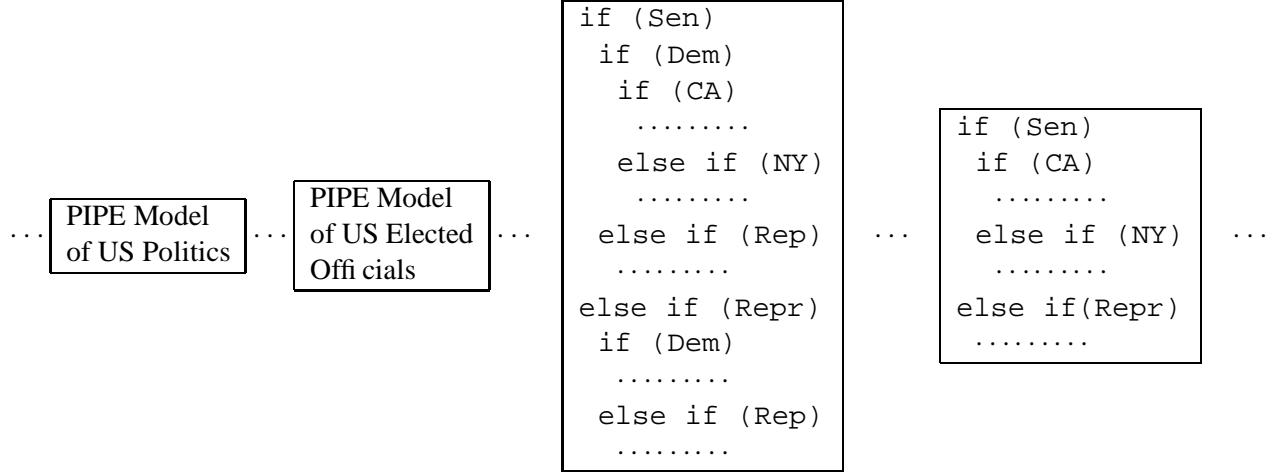 ··· PIPE Model
of US Politics ···
PIPE Model
of US Elected
Offi cials ···
if (Sen)
if (Dem)
if (CA)
·········
else if (NY)
·········
else if (Rep)
·········
else if (Repr)
if (Dem)
·········
else if (Rep)
·········
···
if (Sen)
if (CA)
·········
else if (NY)
·········
else if(Repr)
·········
···